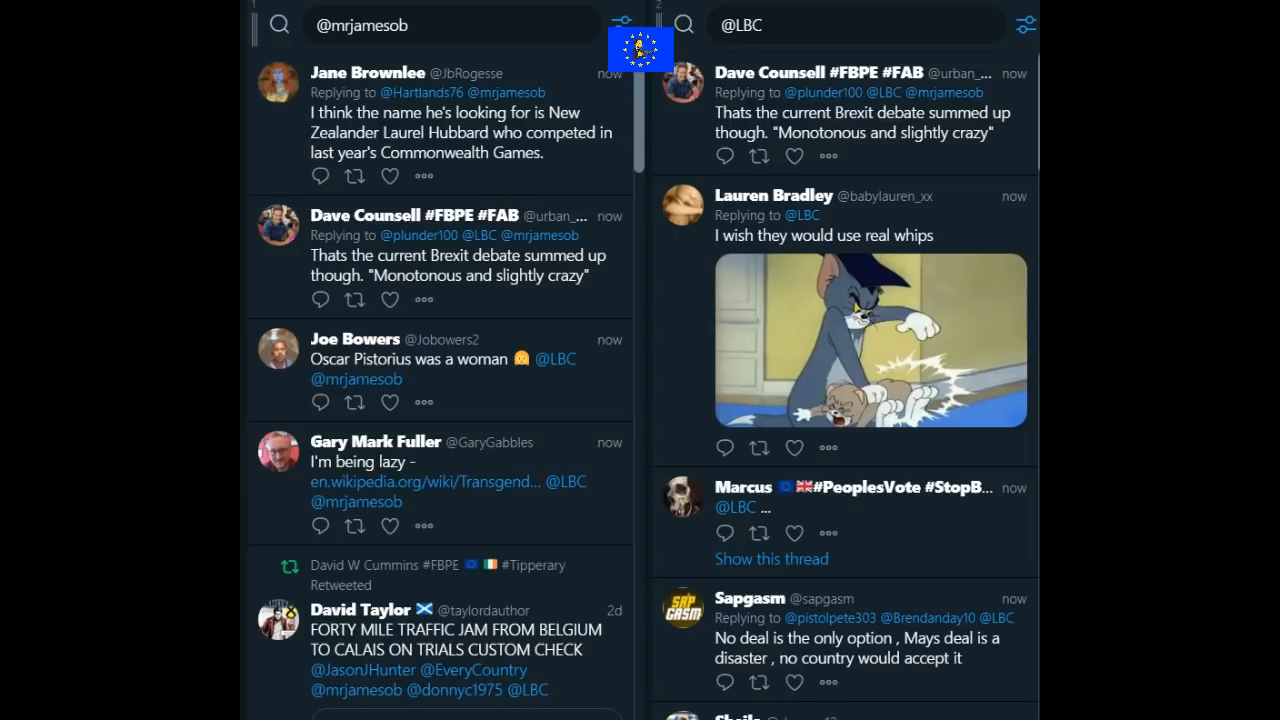 1
@mrjamesob
Jane Brownlee @JbRogesse now
Replying to @Hartlands76 @mrjamesob
I think the name he's looking for is New
Zealander Laurel Hubbard who competed in
last year's Commonwealth Games.
Dave Counsell #FBPE #FAB @urban_... now
Replying to @plunder100 @LBC @mrjamesob
Thats the current Brexit debate summed up
though. "Monotonous and slightly crazy"
Joe Bowers @Jobowers2 now
Oscar Pistorius was a woman 🤷 @LBC
@mrjamesob
Gary Mark Fuller @GaryGabbles now
I'm being lazy -
en.wikipedia.org/wiki/Transgend... @LBC
@mrjamesob
David W Cummins #FBPE 🇪🇺 🇮🇪 #Tipperary
Retweeted
David Taylor 🏴󠁧󠁢󠁳󠁣󠁴󠁿 @taylordauthor 2d
FORTY MILE TRAFFIC JAM FROM BELGIUM
TO CALAIS ON TRIALS CUSTOM CHECK
@JasonJHunter @EveryCountry
@mrjamesob @donnyc1975 @LBC
2
@LBC
Dave Counsell #FBPE #FAB @urban_... now
Replying to @plunder100 @LBC @mrjamesob
Thats the current Brexit debate summed up
though. "Monotonous and slightly crazy"
Lauren Bradley @babylauren_xx now
Replying to @LBC
I wish they would use real whips
Marcus 🇪🇺🇬🇧#PeoplesVote #StopB... now
@LBC ...
Show this thread
SAP
GASM
Sapgasm @sapgasm now
Replying to @pistolpete303 @Brendanday10 @LBC
No deal is the only option , Mays deal is a
disaster , no country would accept it